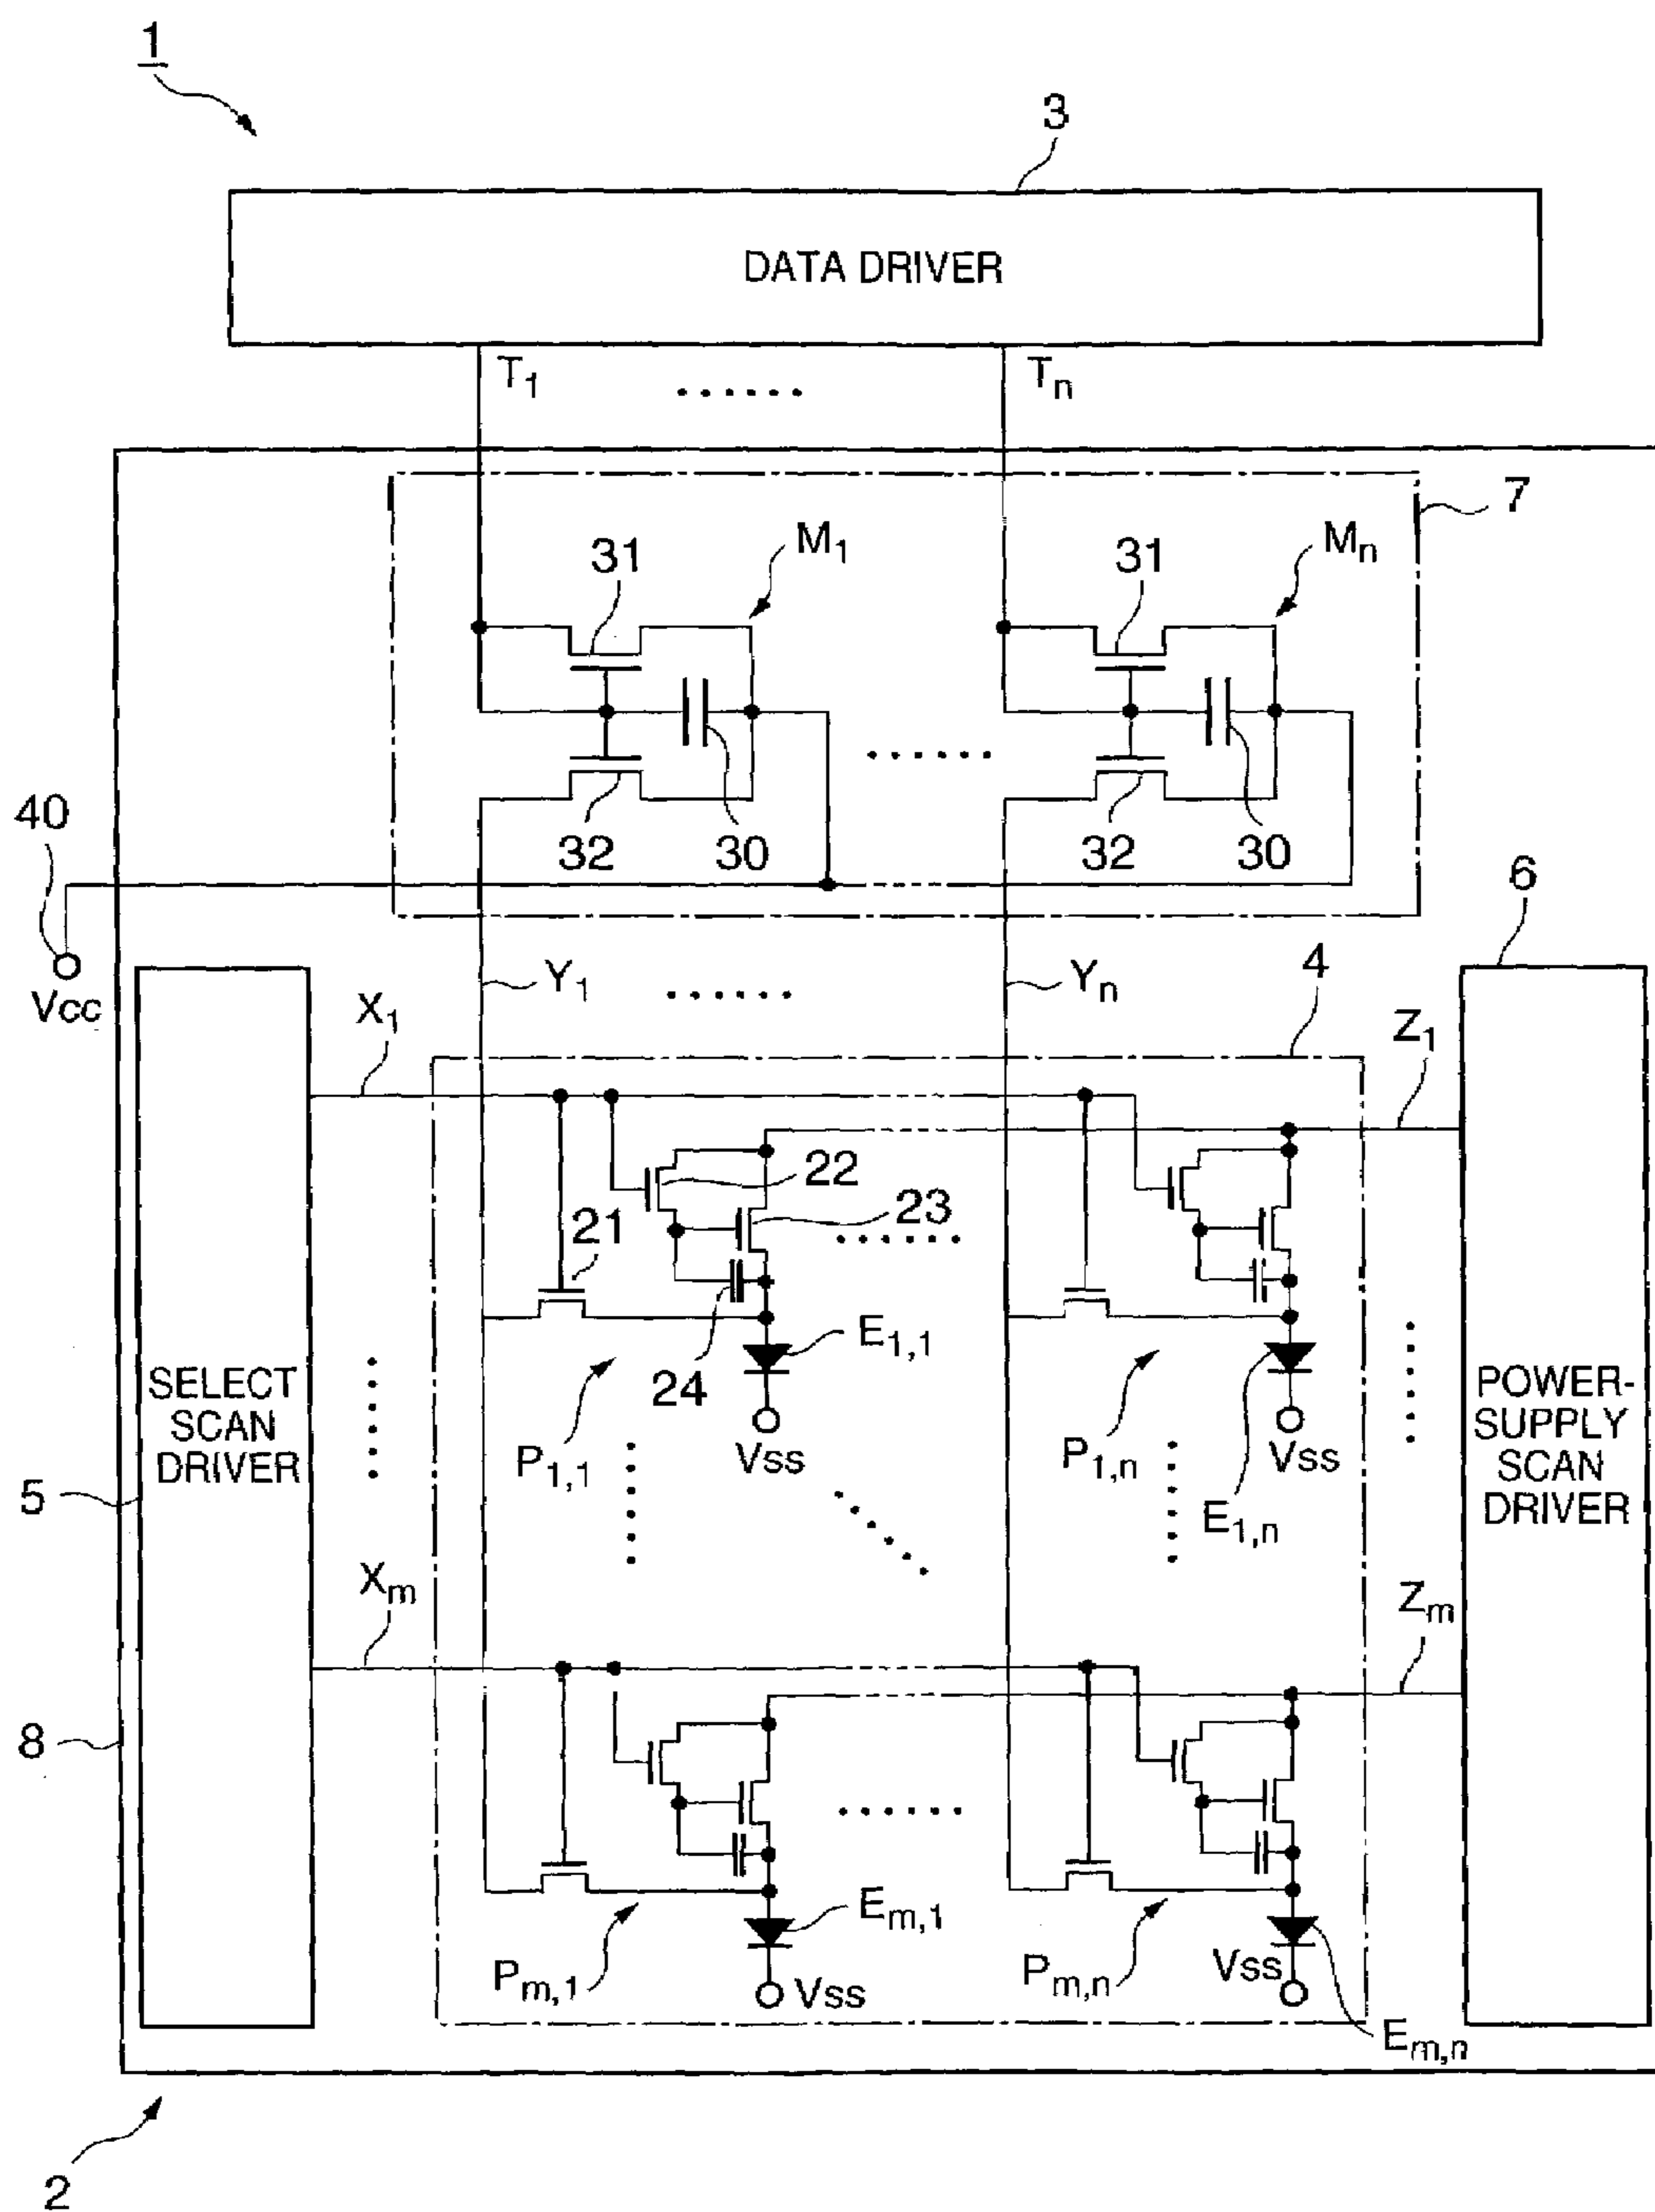 1
3
DATA DRIVER
T1 ...... Tn
7
M1 Mn
31 31
32 30 32 30
40
Vcc
6
Y1 ...... Yn
4
X1 Z1
22
23 ......
21
E1,1
24
SELECT SCAN DRIVER
POWER-SUPPLY SCAN DRIVER
P1,1 Vss P1,n Vss
5
E1,n
Xm Zm
8
......
Em,1
Pm,1 Vss Pm,n Vss
Em,n
2